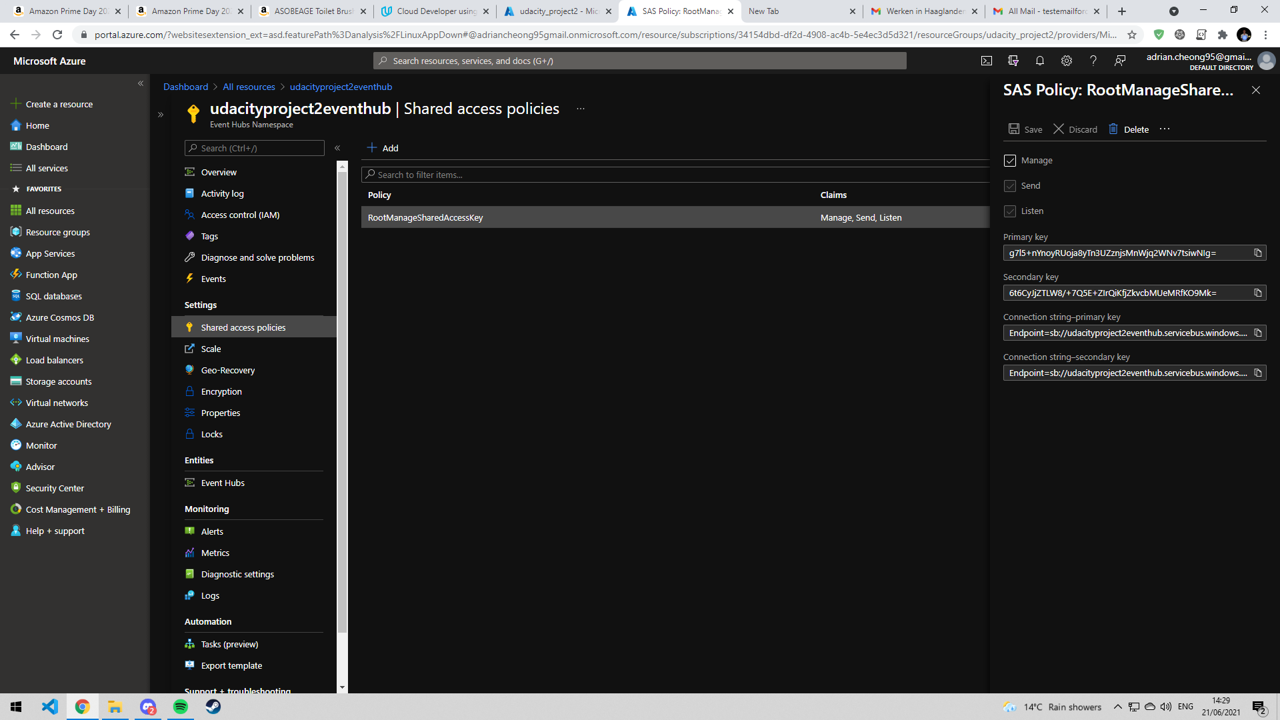 Amazon Prime Day 20
Amazon Prime Day 20
ASOBEAGE Toilet Brush
Cloud Developer using
udacity_project2 - Mic
SAS Policy: RootManag
New Tab
Werken in Haaglanden
All Mail - testemailforc
portal.azure.com/?websitesextension_ext=asd.featurePath%3Danalysis%2FLinuxAppDown#@adriancheong95gmail.onmicrosoft.com/resource/subscriptions/34154dbd-df2d-4908-ac4b-5e4ec3d5d321/resourceGroups/udacity_project2/providers/Mi...
Microsoft Azure
Search resources, services, and docs (G+/)
adrian.cheong95@gmai...
DEFAULT DIRECTORY
Create a resource
Home
Dashboard
All services
FAVORITES
All resources
Resource groups
App Services
Function App
SQL databases
Azure Cosmos DB
Virtual machines
Load balancers
Storage accounts
Virtual networks
Azure Active Directory
Monitor
Advisor
Security Center
Cost Management + Billing
Help + support
Dashboard > All resources > udacityproject2eventhub
udacityproject2eventhub | Shared access policies ...
Event Hubs Namespace
Search (Ctrl+/)
Overview
Activity log
Access control (IAM)
Tags
Diagnose and solve problems
Events
Settings
Shared access policies
Scale
Geo-Recovery
Encryption
Properties
Locks
Entities
Event Hubs
Monitoring
Alerts
Metrics
Diagnostic settings
Logs
Automation
Tasks (preview)
Export template
Support + troubleshooting
Add
Search to filter items...
Policy Claims
RootManageSharedAccessKey Manage, Send, Listen
SAS Policy: RootManageShare...
Save Discard Delete ...
Manage
Send
Listen
Primary key
g7l5+nYnoyRUoja8yTn3UZznjsMnWjq2WNv7tsiwNIg=
Secondary key
6t6CyJjZTLW8/+7Q5E+ZIrQiKfjZkvcbMUeMRfKO9Mk=
Connection string–primary key
Endpoint=sb://udacityproject2eventhub.servicebus.windows....
Connection string–secondary key
Endpoint=sb://udacityproject2eventhub.servicebus.windows....
2
14°C Rain showers
ENG
14:29
21/06/2021
2